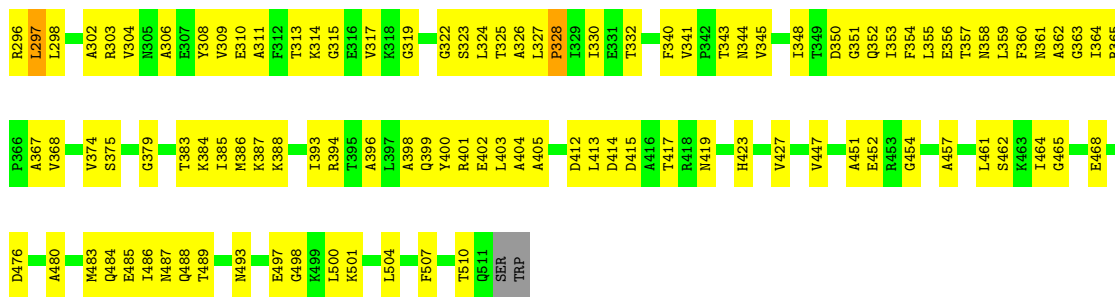 R296 L297 L298 A302 R303 V304 N305 A306 E307 Y308 V309 E310 A311 F312 T313 K314 G315 E316 V317 K318 G319 G322 S323 L324 T325 A326 L327 P328 I329 I330 E331 T332 F340 V341 P342 T343 N344 V345 I348 T349 D350 G351 Q352 I353 F354 L355 E356 T357 N358 L359 F360 N361 A362 G363 I364 R365
P366 A367 V368 V374 S375 G379 T383 K384 I385 M386 K387 K388 I393 R394 T395 A396 L397 A398 Q399 Y400 R401 E402 L403 A404 A405 D412 L413 D414 D415 A416 T417 R418 N419 H423 V427 V447 A451 E452 R453 G454 A457 L461 S462 K463 I464 G465 E468
D476 A480 M483 Q484 E485 I486 N487 Q488 T489 N493 E497 G498 K499 L500 K501 L504 F507 T510 Q511 SER TRP